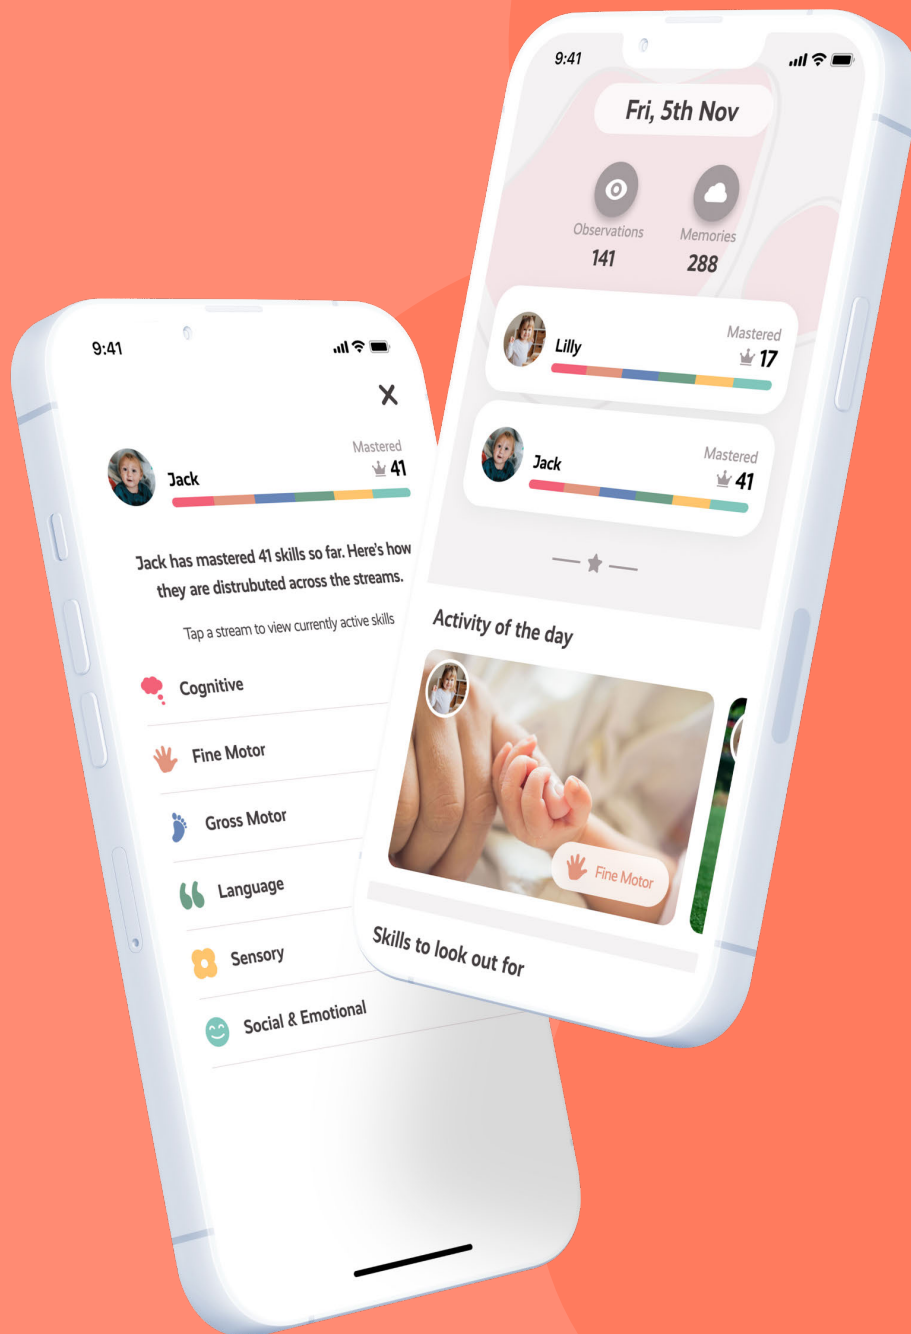 9:41
Jack
Mastered
41
Jack has mastered 41 skills so far. Here's how
they are distrubuted across the streams.
Tap a stream to view currently active skills
Cognitive
Fine Motor
Gross Motor
Language
Sensory
Social & Emotional
9:41
Fri, 5th Nov
Observations
141
Memories
288
Lilly
Mastered
17
Jack
Mastered
41
Activity of the day
Fine Motor
Skills to look out for